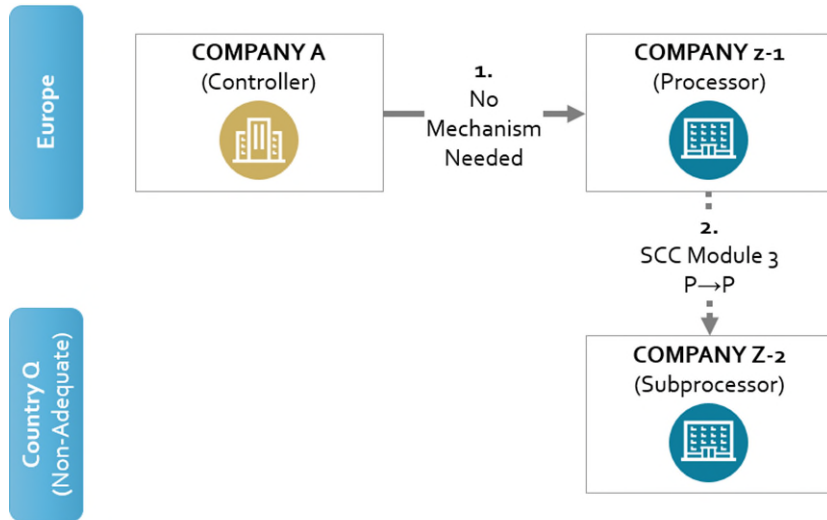 Europe
COMPANY A
(Controller)
1.
No
Mechanism
Needed
COMPANY z-1
(Processor)
2.
SCC Module 3
P→P
Country Q
(Non-Adequate)
COMPANY Z-2
(Subprocessor)